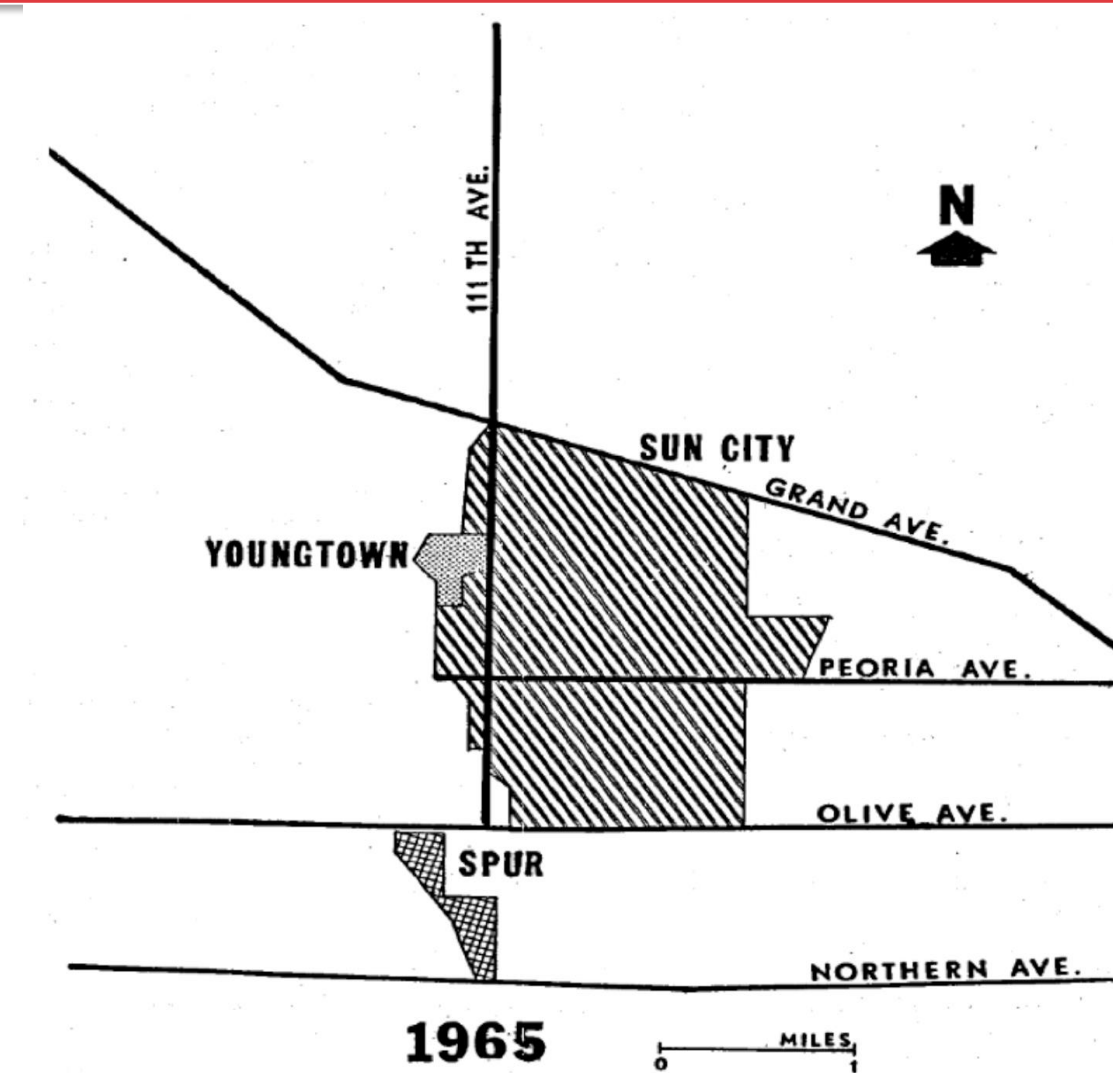 111 TH AVE.
N
SUN CITY
GRAND AVE.
YOUNGTOWN
PEORIA AVE.
OLIVE AVE.
SPUR
NORTHERN AVE.
1965
MILES
0 1